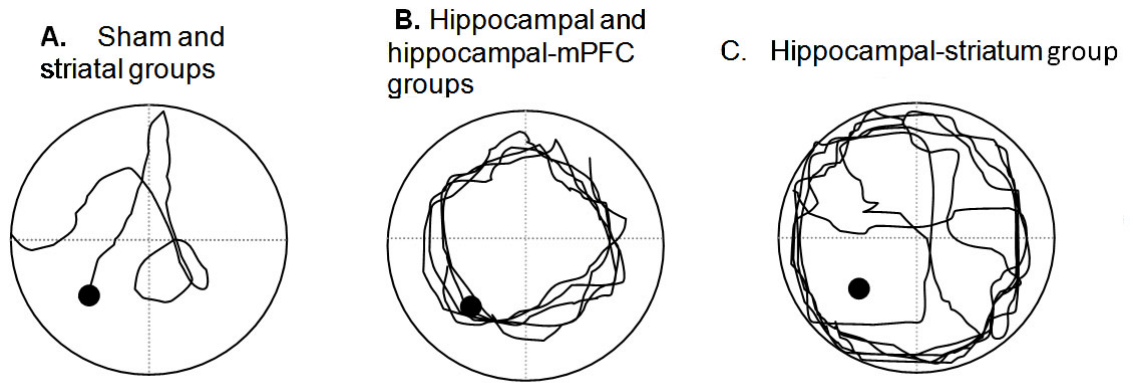 A. Sham and
striatal groups
B. Hippocampal and
hippocampal-mPFC
groups
C. Hippocampal-striatum group